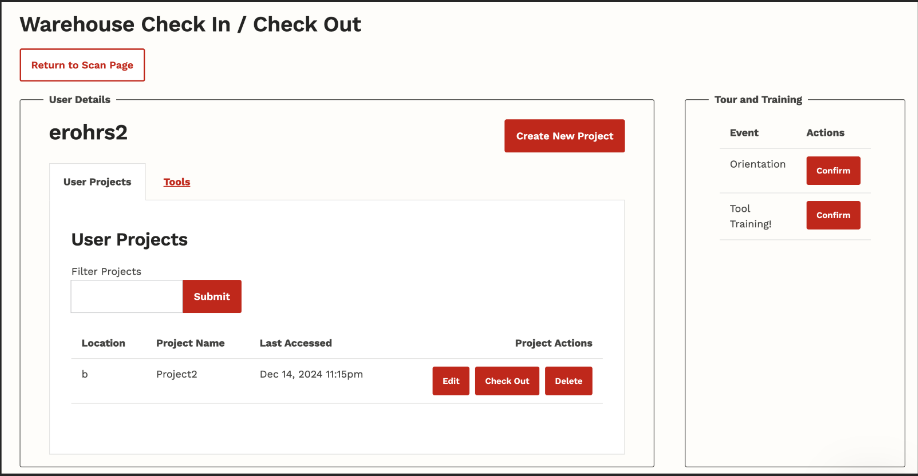 Warehouse Check In / Check Out
Return to Scan Page
User Details
erohrs2
Create New Project
User Projects
Tools
User Projects
Filter Projects
Submit
Location Project Name Last Accessed Project Actions
b Project2 Dec 14, 2024 11:15pm Edit Check Out Delete
Tour and Training
Event Actions
Orientation Confirm
Tool
Training! Confirm